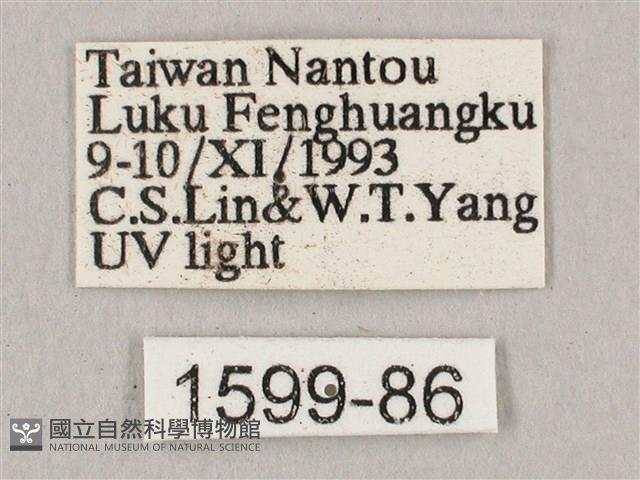 Taiwan Nantou
Luku Fenghuangku
9-10/XI/1993
C.S.Lin&W.T.Yang
UV light
1599-86
國立自然科學博物館
NATIONAL MUSEUM OF NATURAL SCIENCE